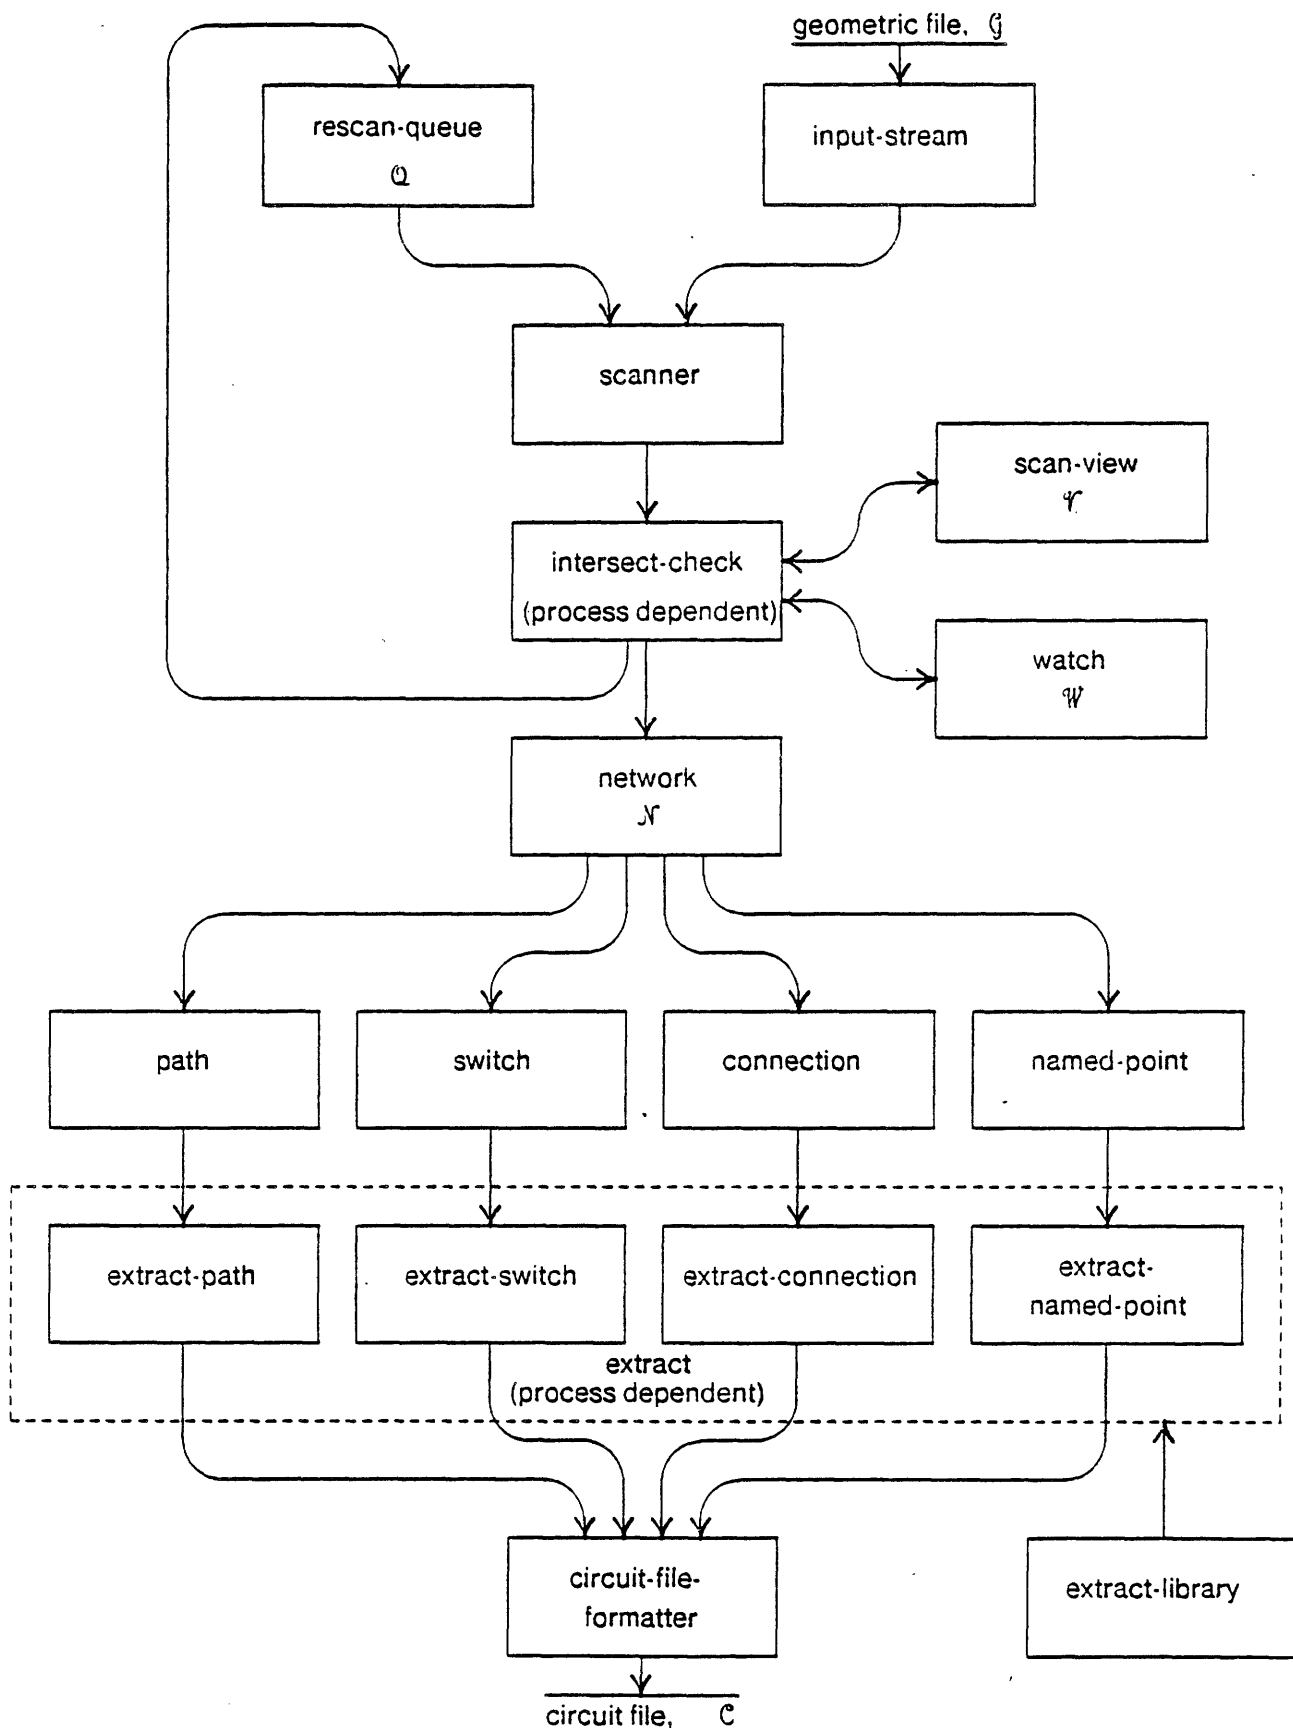 geometric file, 𝒢
rescan-queue
𝒬
input-stream
scanner
scan-view
𝒱
intersect-check
(process dependent)
watch
𝒲
network
𝒩
path
switch
connection
named-point
extract-path
extract-switch
extract-connection
extract-
named-point
extract
(process dependent)
circuit-file-
formatter
extract-library
circuit file, 𝒞